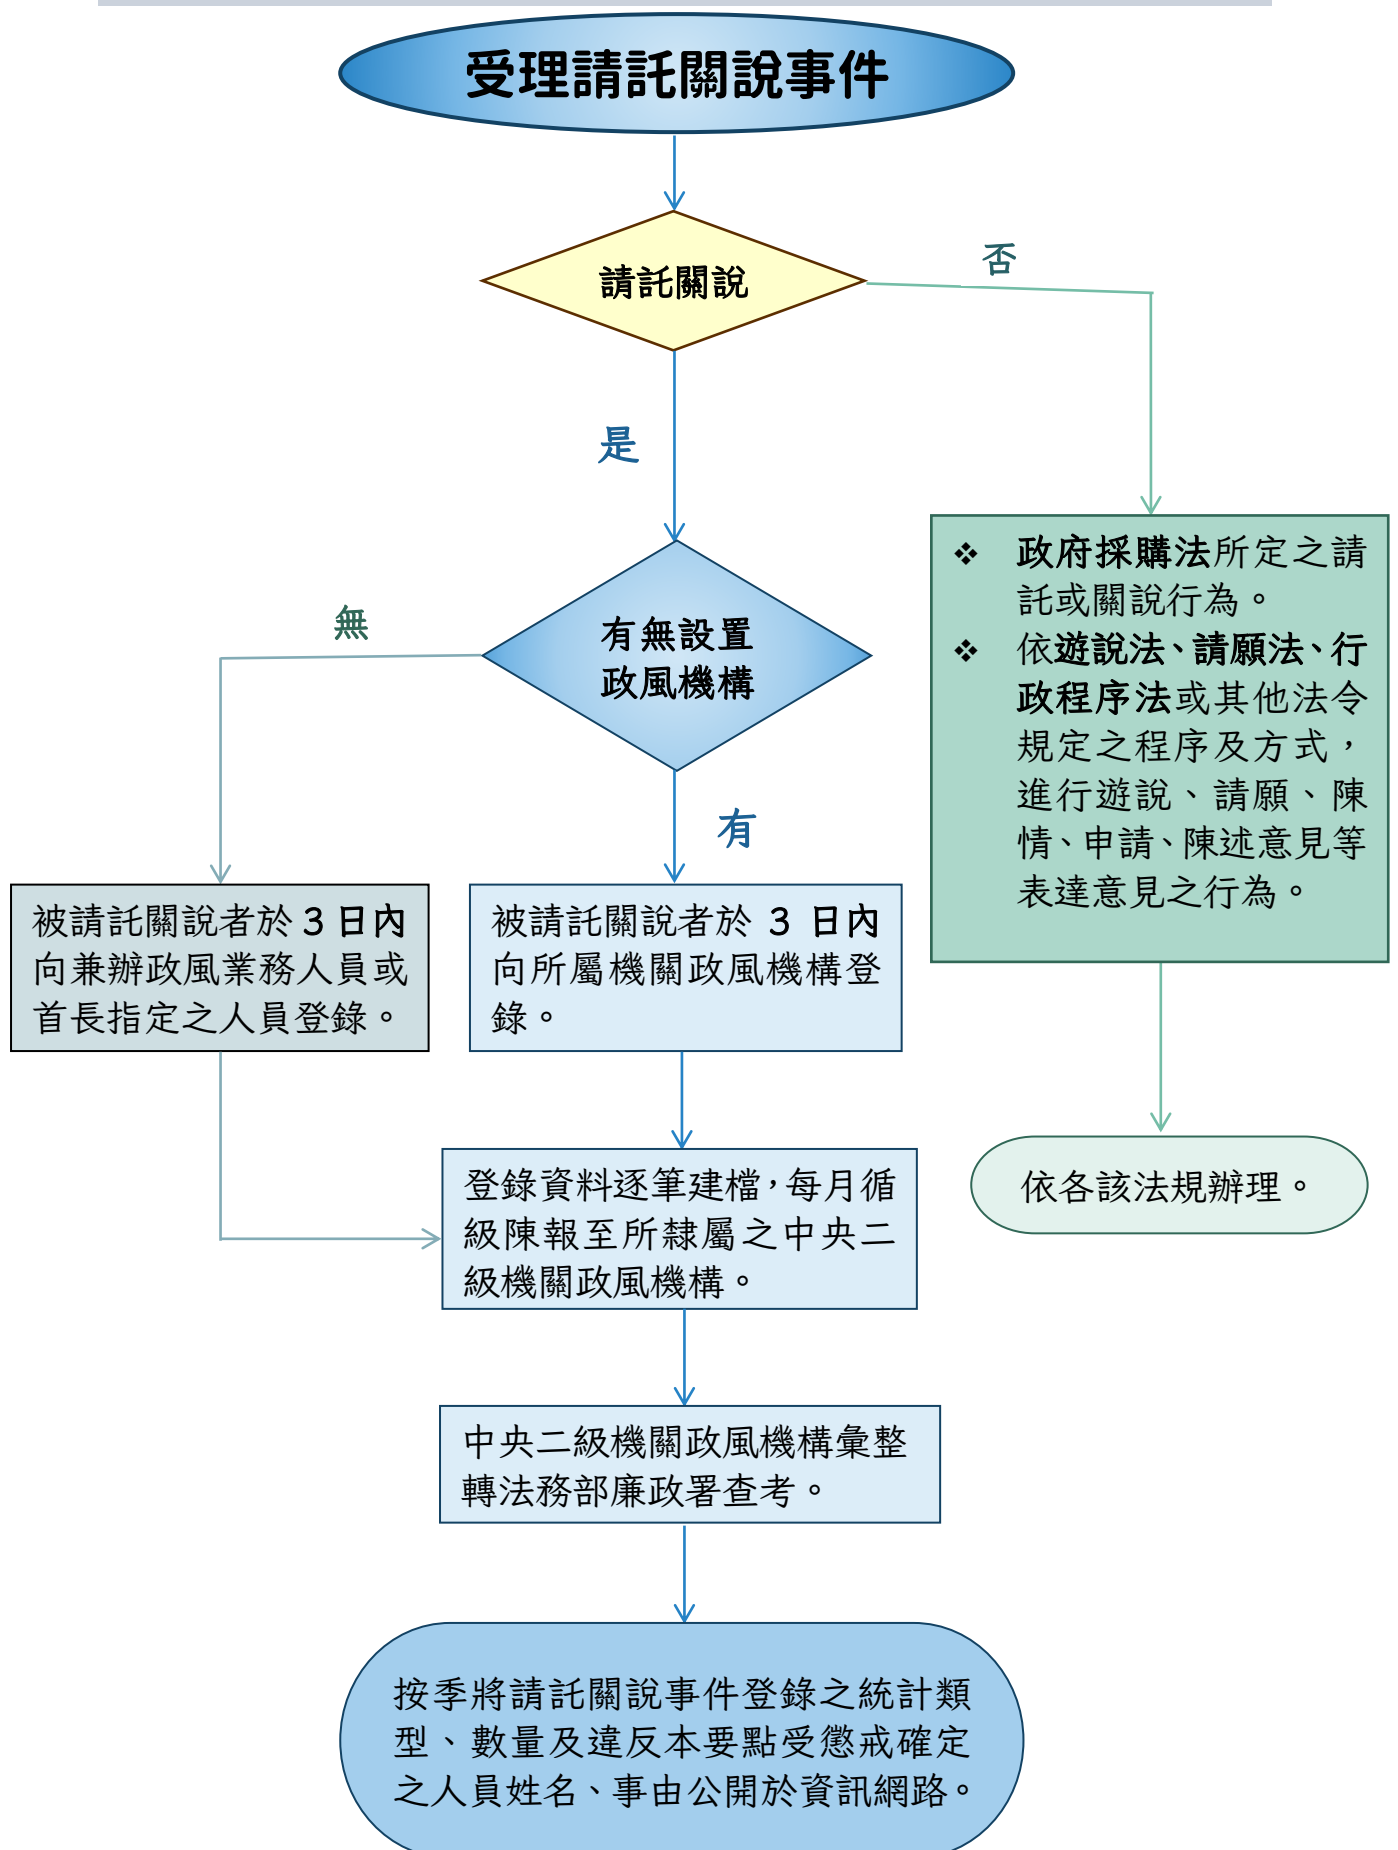 受理請託關說事件
請託關說
否
是
有無設置
政風機構
無
有
❖ 政府採購法所定之請
託或關說行為。
❖ 依遊說法、請願法、行
政程序法或其他法令
規定之程序及方式，
進行遊說、請願、陳
情、申請、陳述意見等
表達意見之行為。
被請託關說者於3日內
向兼辦政風業務人員或
首長指定之人員登錄。
被請託關說者於 3 日內
向所屬機關政風機構登
錄。
登錄資料逐筆建檔，每月循
級陳報至所隸屬之中央二
級機關政風機構。
依各該法規辦理。
中央二級機關政風機構彙整
轉法務部廉政署查考。
按季將請託關說事件登錄之統計類
型、數量及違反本要點受懲戒確定
之人員姓名、事由公開於資訊網路。